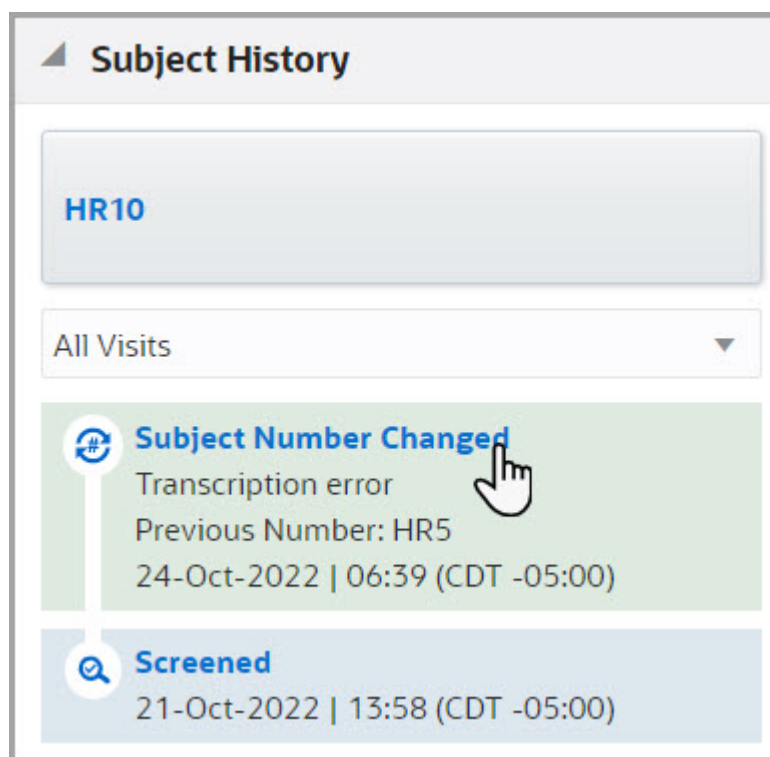 Subject History
HR10
All Visits
Subject Number Changed
Transcription error
Previous Number: HR5
24-Oct-2022 | 06:39 (CDT -05:00)
Screened
21-Oct-2022 | 13:58 (CDT -05:00)